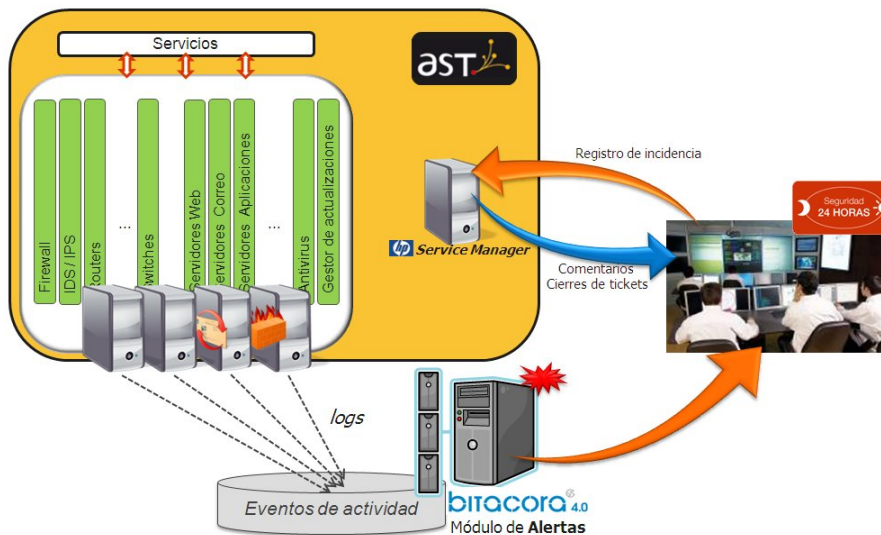 Servicios
aST
Firewall
IDS / IPS
Routers
...
Switches
Servidores Web
Servidores Correo
Servidores Aplicaciones
...
Antivirus
Gestor de actualizaciones
Registro de incidencia
Seguridad
24 HORAS
hp Service Manager
Comentarios
Cierres de tickets
logs
Eventos de actividad
bitacora 4.0
Módulo de Alertas